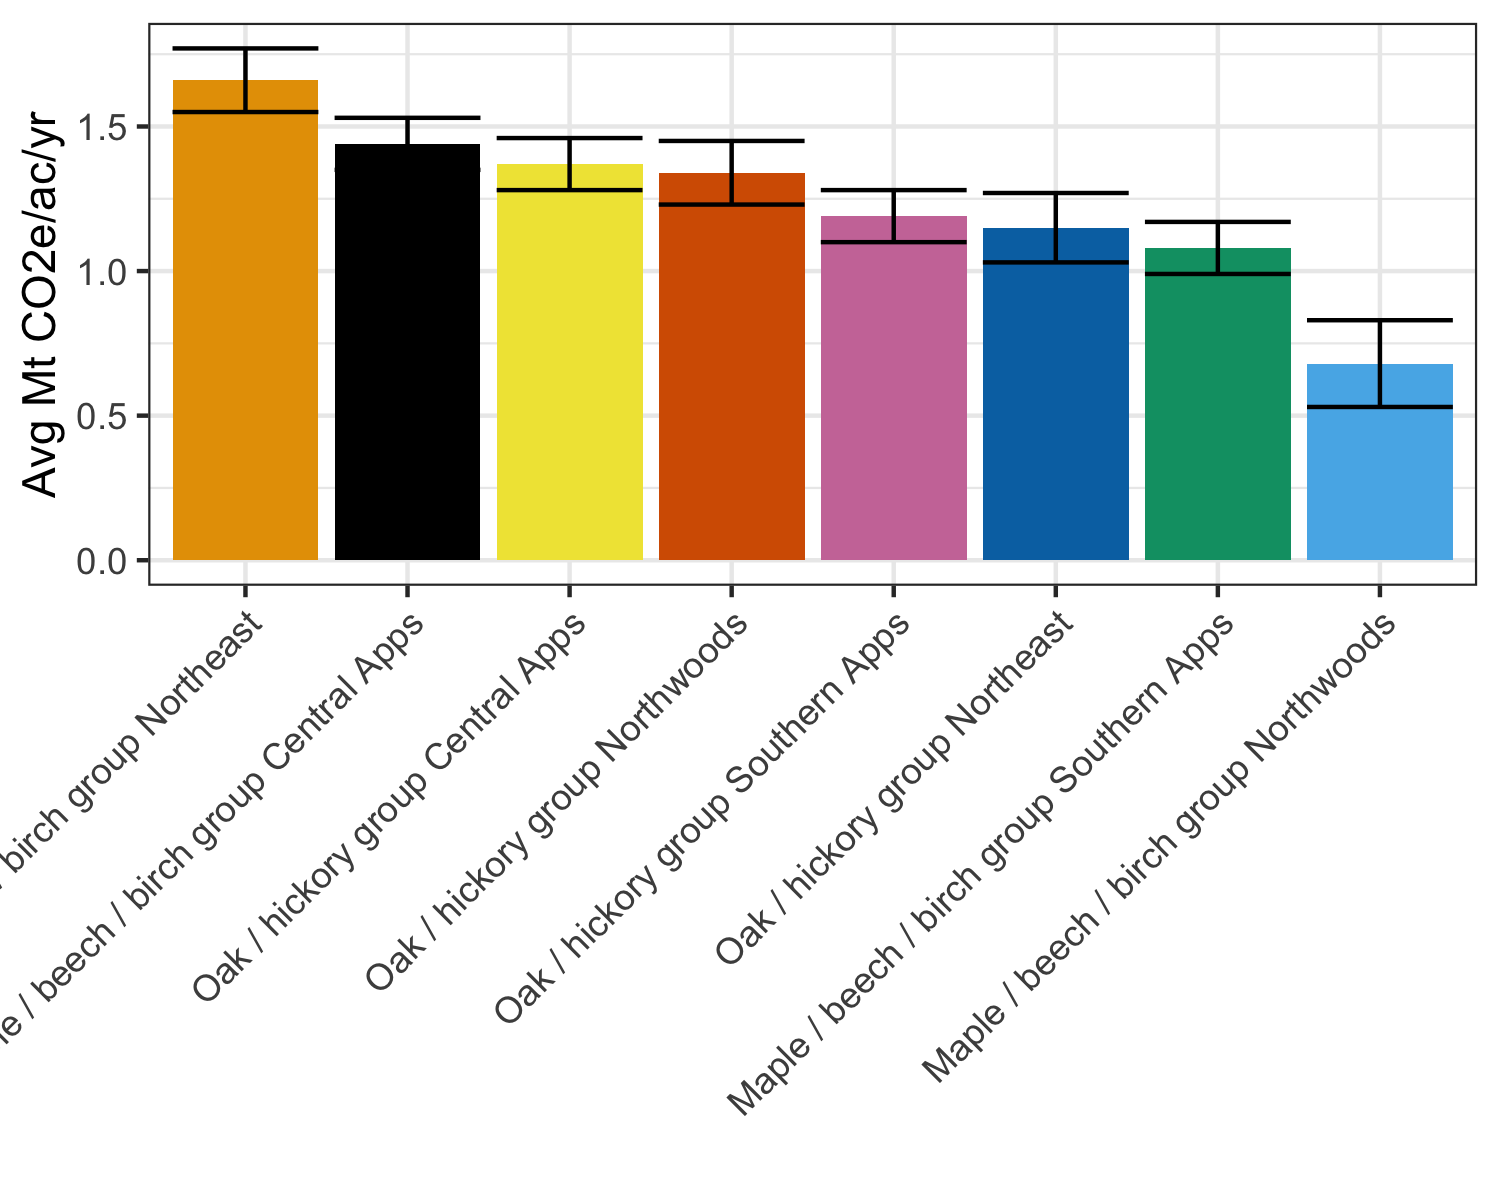 Avg Mt CO2e/ac/yr
1.5
1.0
0.5
0.0
/ birch group Northeast
/ beech / birch group Central Apps
Oak / hickory group Central Apps
Oak / hickory group Northwoods
Oak / hickory group Southern Apps
Oak / hickory group Northeast
Maple / beech / birch group Southern Apps
Maple / beech / birch group Northwoods